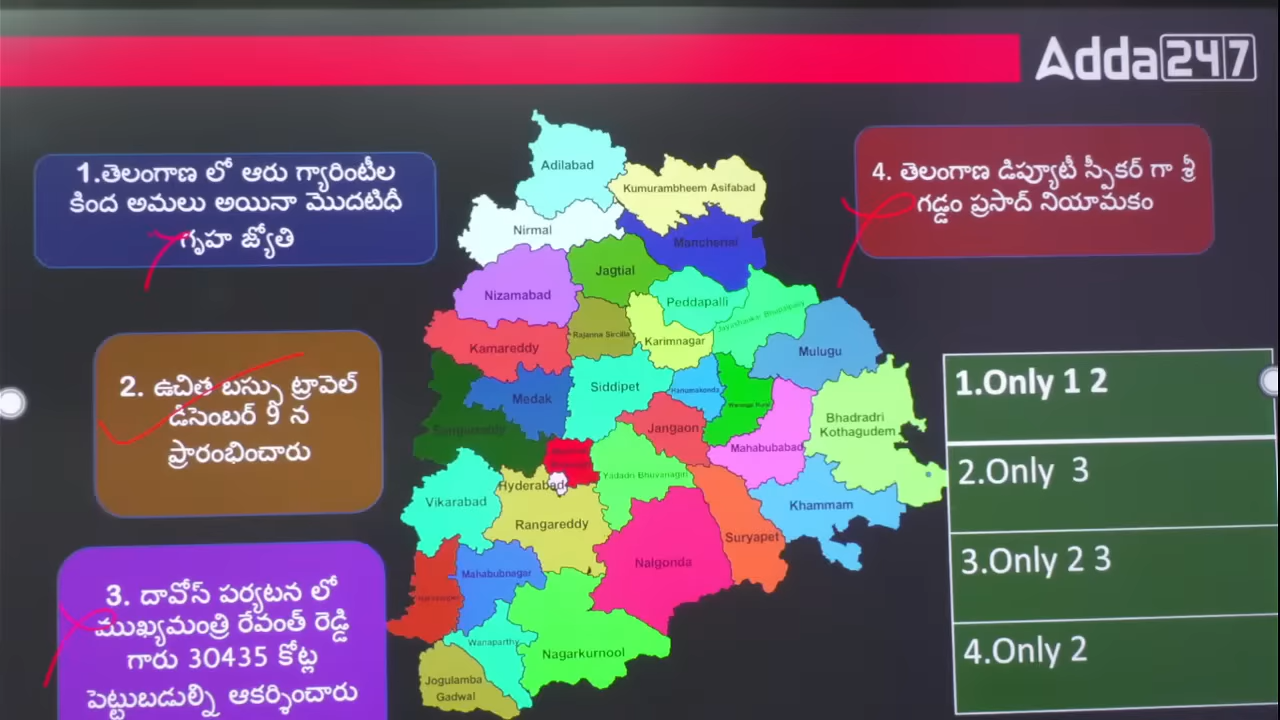 Adda247
1.తెలంగాణ లో ఆరు గ్యారింటీల
కింద అమలు అయినా మొదటిధీ
గృహ జ్యోతి
2. ఉచిత బస్సు ట్రావెల్
డిసెంబర్ 9 న
ప్రారంభించారు
3. దావోస్ పర్యటన లో
ముఖ్యమంత్రి రేవంత్ రెడ్డి
గారు 30435 కోట్ల
పెట్టుబడుల్ని ఆకర్శించారు
Adilabad
Kumurambheem Asifabad
Nirmal
Mancherial
Jagtial
Nizamabad
Peddapalli
Rajanna Sircilla
Karimnagar
Kamareddy
Mulugu
Siddipet
Medak
Hanamakonda
Bhadradri
Kothagudem
Jangaon
Mahabubabad
Yadadri Bhuvanagiri
Hyderabad
Vikarabad
Khammam
Rangareddy
Suryapet
Nalgonda
Mahabubnagar
Wanaparthy
Nagarkurnool
Jogulamba
Gadwal
4. తెలంగాణ డిప్యూటీ స్పీకర్ గా శ్రీ
గడ్డం ప్రసాద్ నియామకం
1.Only 1 2
2.Only 3
3.Only 2 3
4.Only 2